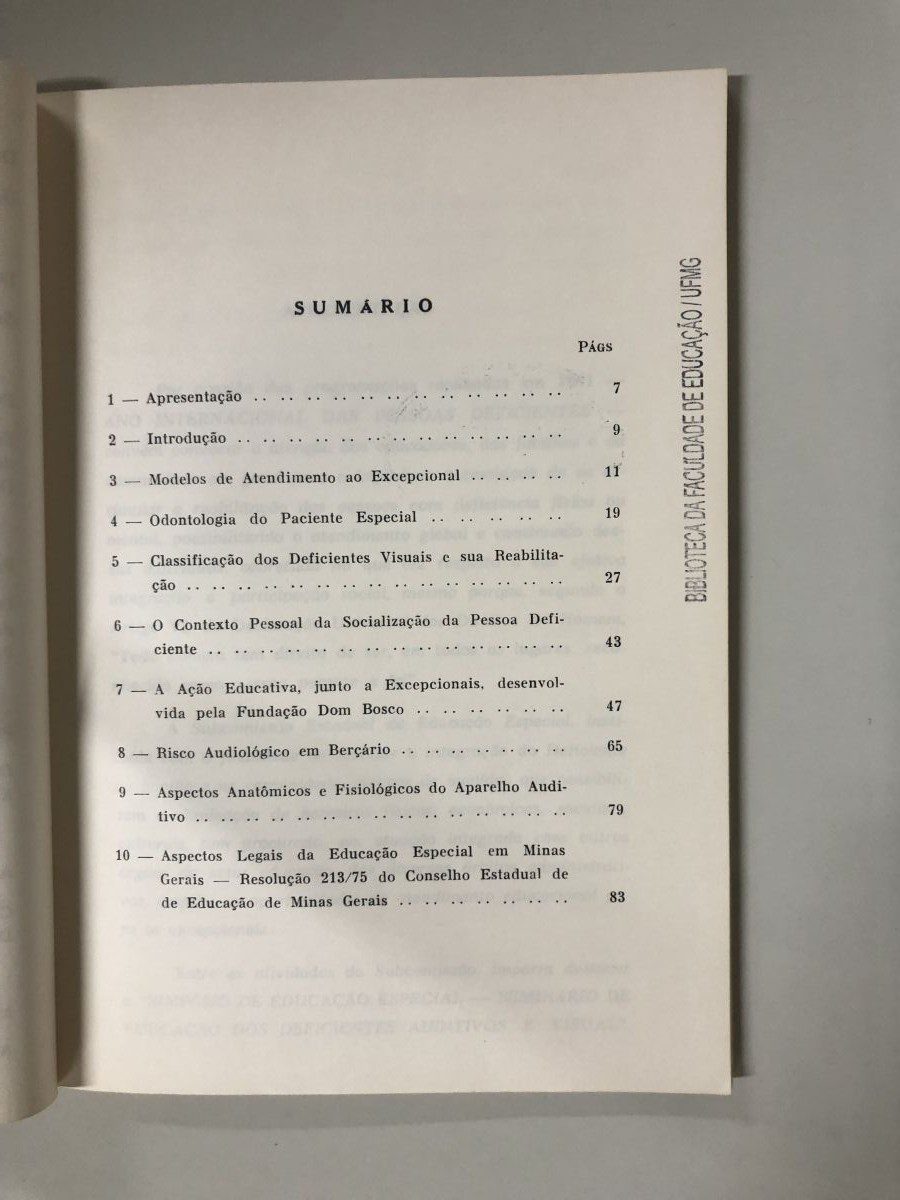 SUMÁRIO
PÁGS
1 — Apresentação .. .. .. .. .. .. .. .. .. .. .. .. 7
2 — Introdução .. .. .. .. .. .. .. .. .. .. .. .. .. 9
3 — Modelos de Atendimento ao Excepcional .. .. .. .. 11
4 — Odontologia do Paciente Especial .. .. .. .. .. 19
5 — Classificação dos Deficientes Visuais e sua Reabilita-
ção .. .. .. .. .. .. .. .. .. .. .. .. .. .. .. 27
6 — O Contexto Pessoal da Socialização da Pessoa Defi-
ciente .. .. .. .. .. .. .. .. .. .. .. .. .. .. 43
7 — A Ação Educativa, junto a Excepcionais, desenvol-
vida pela Fundação Dom Bosco .. .. .. .. .. .. 47
8 — Risco Audiológico em Berçário .. .. .. .. .. .. .. 65
9 — Aspectos Anatômicos e Fisiológicos do Aparelho Audi-
tivo .. .. .. .. .. .. .. .. .. .. .. .. .. .. .. 79
10 — Aspectos Legais da Educação Especial em Minas
Gerais — Resolução 213/75 do Conselho Estadual de
de Educação de Minas Gerais .. .. .. .. .. .. .. 83
BIBLIOTECA DA FACULDADE DE EDUCAÇÃO / UFMG